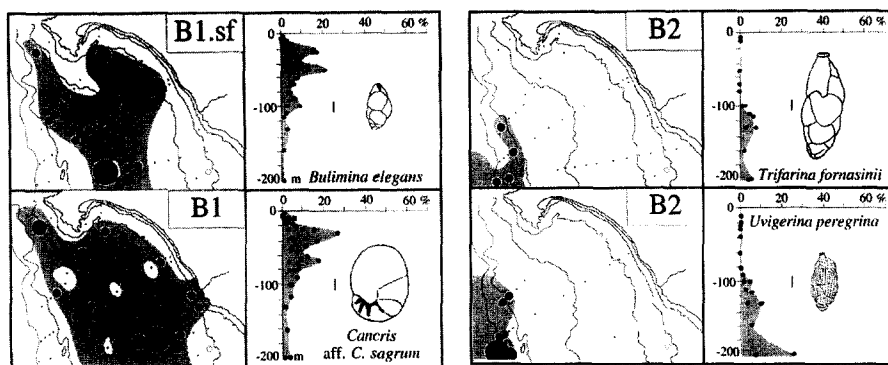 B1.sf
0 20 40 60 %
0
-100
-200 m
Bulimina elegans
B1
0 20 40 60 %
0
-100
-200 m
Cancris
aff. C. sagrum
B2
0 20 40 60 %
0
-100
-200
Trifarina fornasinii
B2
0 20 40 60 %
0
Uvigerina peregrina
-100
-200